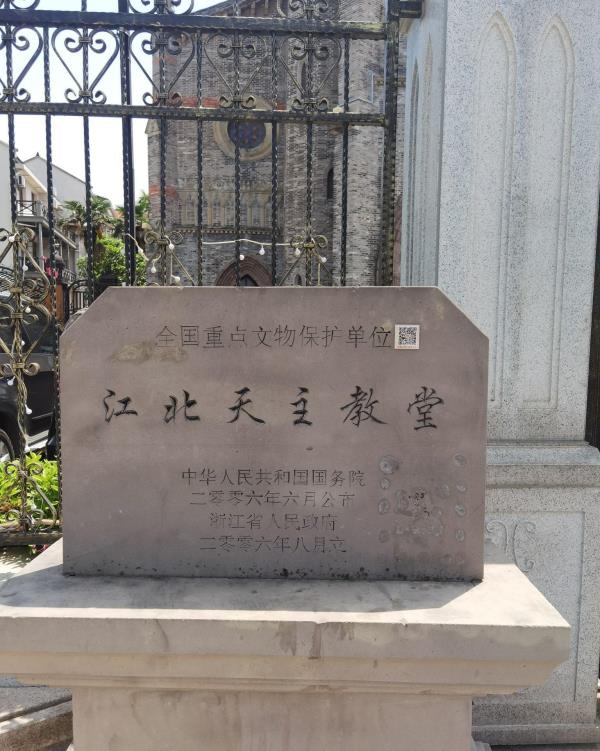 全国重点文物保护单位
江北天主教堂
中华人民共和国国务院
二零零六年六月公布
浙江省人民政府
二零零六年八月立